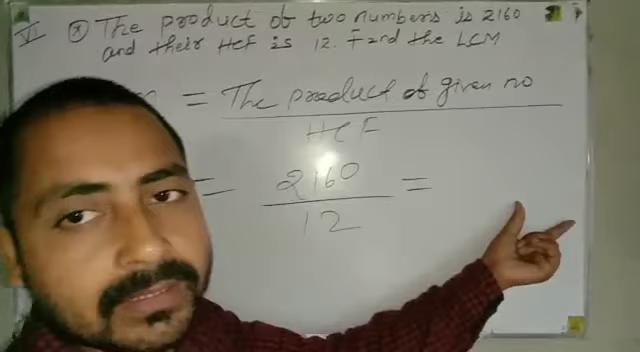 VI * The product of two numbers is 2160
and their HCF is 12. Find the LCM
= The product of given no
HCF
= 2160 =
12